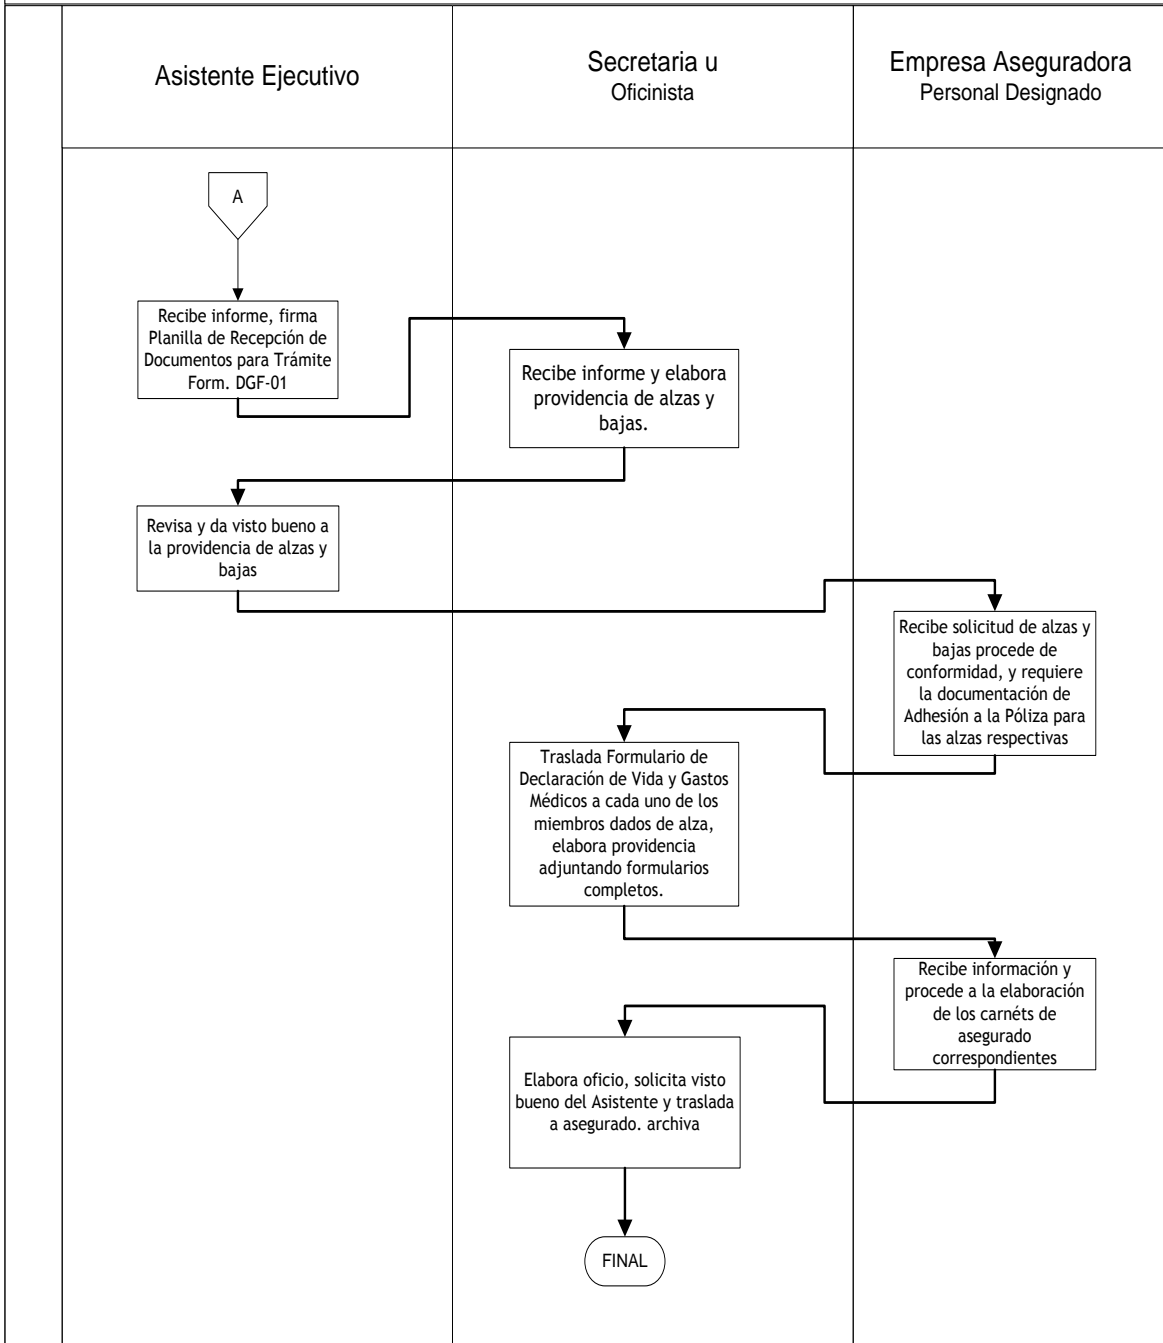 Asistente Ejecutivo
Secretaria u
Oficinista
Empresa Aseguradora
Personal Designado
A
Recibe informe, firma
Planilla de Recepción de
Documentos para Trámite
Form. DGF-01
Recibe informe y elabora
providencia de alzas y
bajas.
Revisa y da visto bueno a
la providencia de alzas y
bajas
Recibe solicitud de alzas y
bajas procede de
conformidad, y requiere
la documentación de
Adhesión a la Póliza para
las alzas respectivas
Traslada Formulario de
Declaración de Vida y Gastos
Médicos a cada uno de los
miembros dados de alza,
elabora providencia
adjuntando formularios
completos.
Recibe información y
procede a la elaboración
de los carnéts de
asegurado
correspondientes
Elabora oficio, solicita visto
bueno del Asistente y traslada
a asegurado. archiva
FINAL